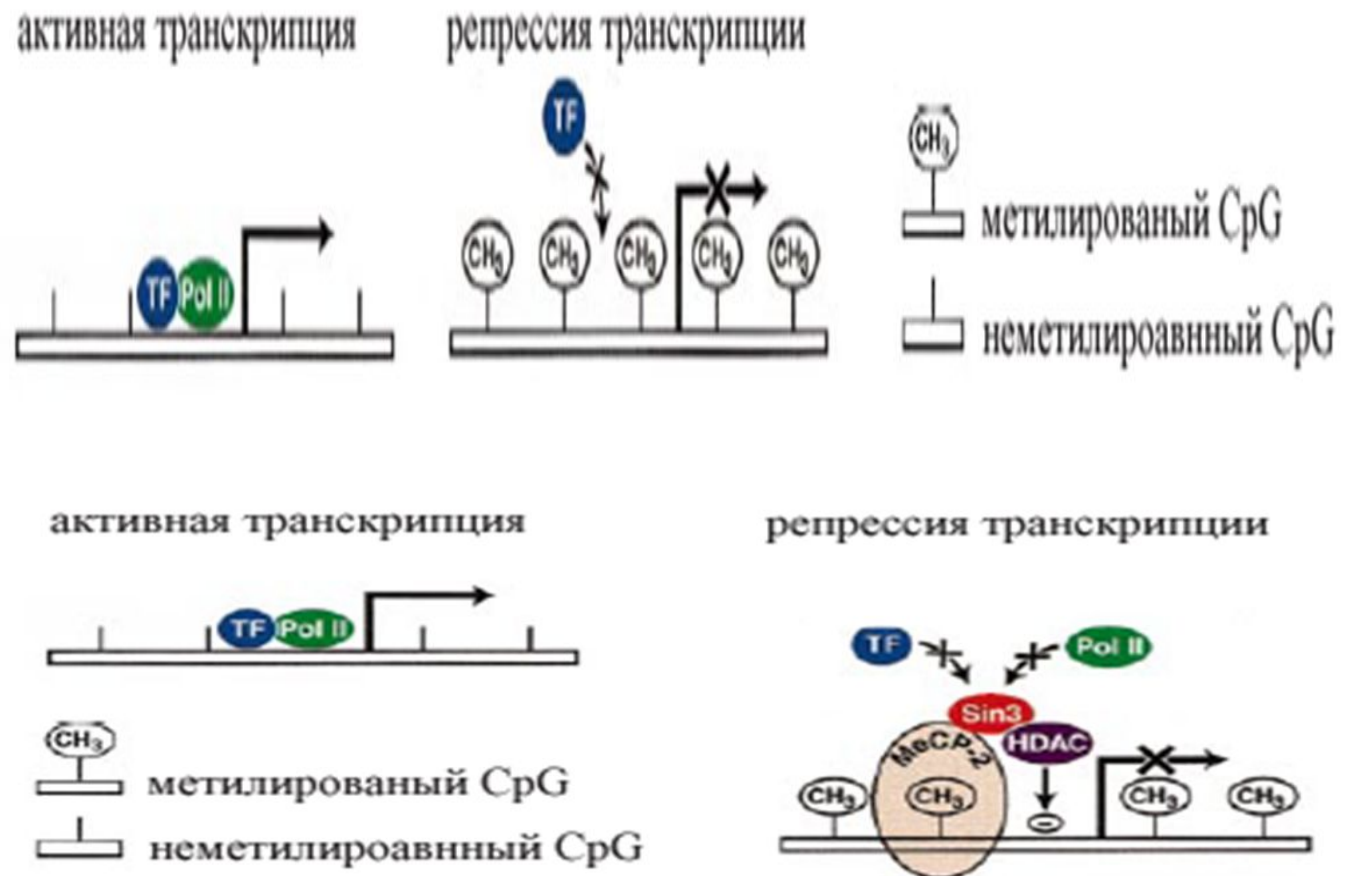 активная транскрипция
репрессия транскрипции
TF
TF
Pol II
CH3
CH3
CH3
CH3
CH3
CH3
метилированый CpG
неметилироавнный CpG
активная транскрипция
репрессия транскрипции
TF
Pol II
TF
Pol II
Sin3
HDAC
MeCP-2
CH3
CH3
CH3
CH3
CH3
метилированый CpG
неметилироавнный CpG